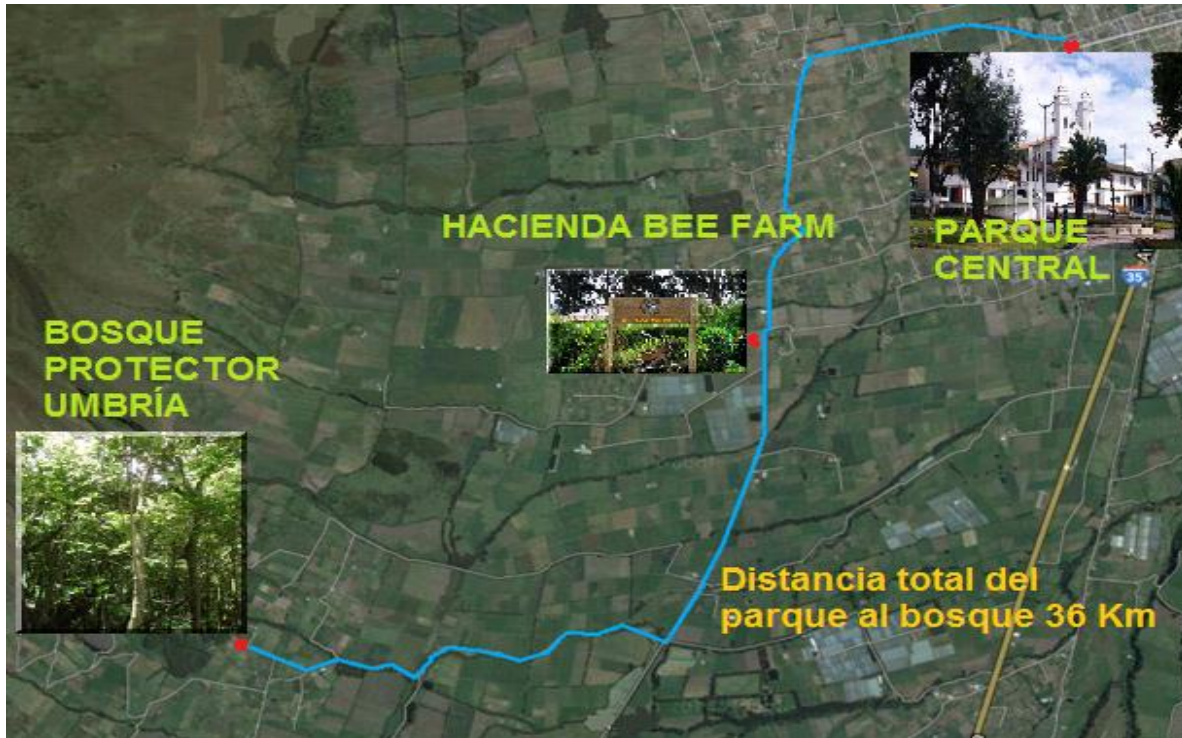 PARQUE
CENTRAL
35
HACIENDA BEE FARM
BOSQUE
PROTECTOR
UMBRÍA
Distancia total del
parque al bosque 36 Km